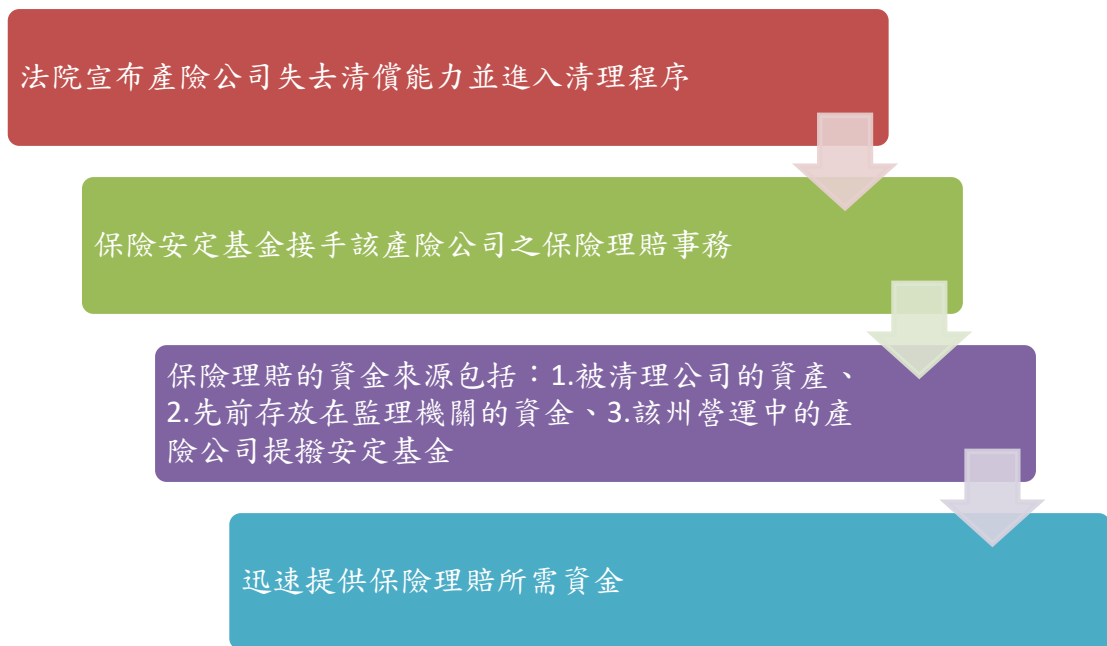 法院宣布產險公司失去清償能力並進入清理程序
保險安定基金接手該產險公司之保險理賠事務
保險理賠的資金來源包括：1.被清理公司的資產、
2.先前存放在監理機關的資金、3.該州營運中的產
險公司提撥安定基金
迅速提供保險理賠所需資金